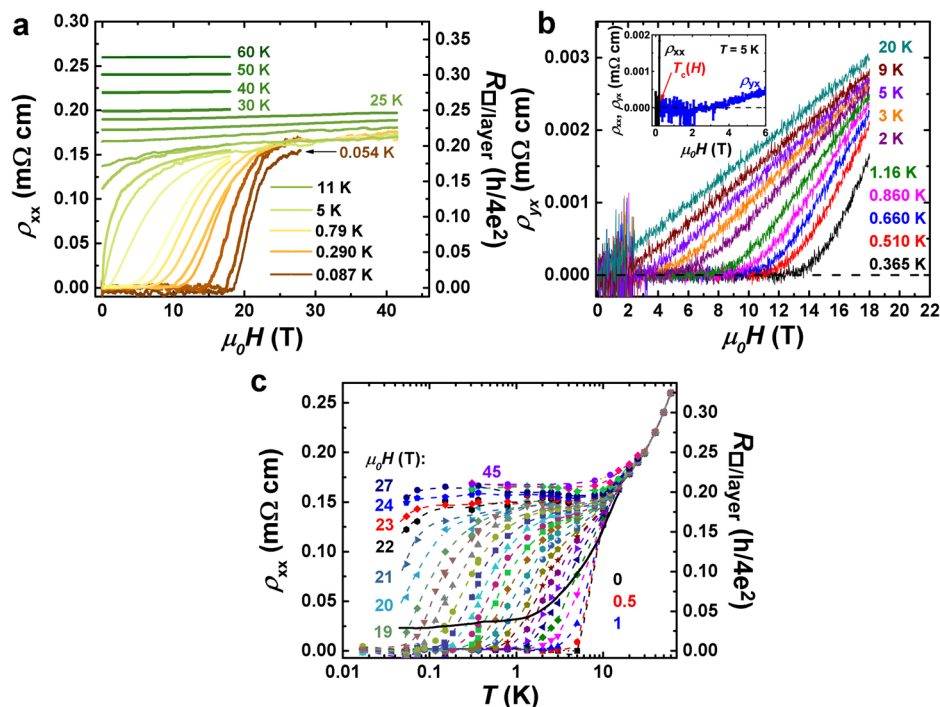 a
0.30
0.25
0.20
0.15
0.10
0.05
0.00
ρxx (mΩ cm)
0 10 20 30 40
μ0H (T)
0.35
0.30
0.25
0.20
0.15
0.10
0.05
0.00
R□/layer (h/4e²)
60 K
50 K
40 K
30 K
25 K
0.054 K
11 K
5 K
0.79 K
0.290 K
0.087 K
b
0.003
0.002
0.001
0.000
ρyx (mΩ cm)
0 2 4 6 8 10 12 14 16 18 20 22
μ0H (T)
0.002
0.001
0.000
ρxx, ρyx (mΩ cm)
ρxx
T = 5 K
Tc(H)
ρyx
0 2 4 6
μ0H (T)
20 K
9 K
5 K
3 K
2 K
1.16 K
0.860 K
0.660 K
0.510 K
0.365 K
c
0.25
0.20
0.15
0.10
0.05
0.00
ρxx (mΩ cm)
μ0H (T):
45
27
24
23
22
21
20
19
0
0.5
1
0.01 0.1 1 10
T (K)
0.30
0.25
0.20
0.15
0.10
0.05
0.00
R□/layer (h/4e²)